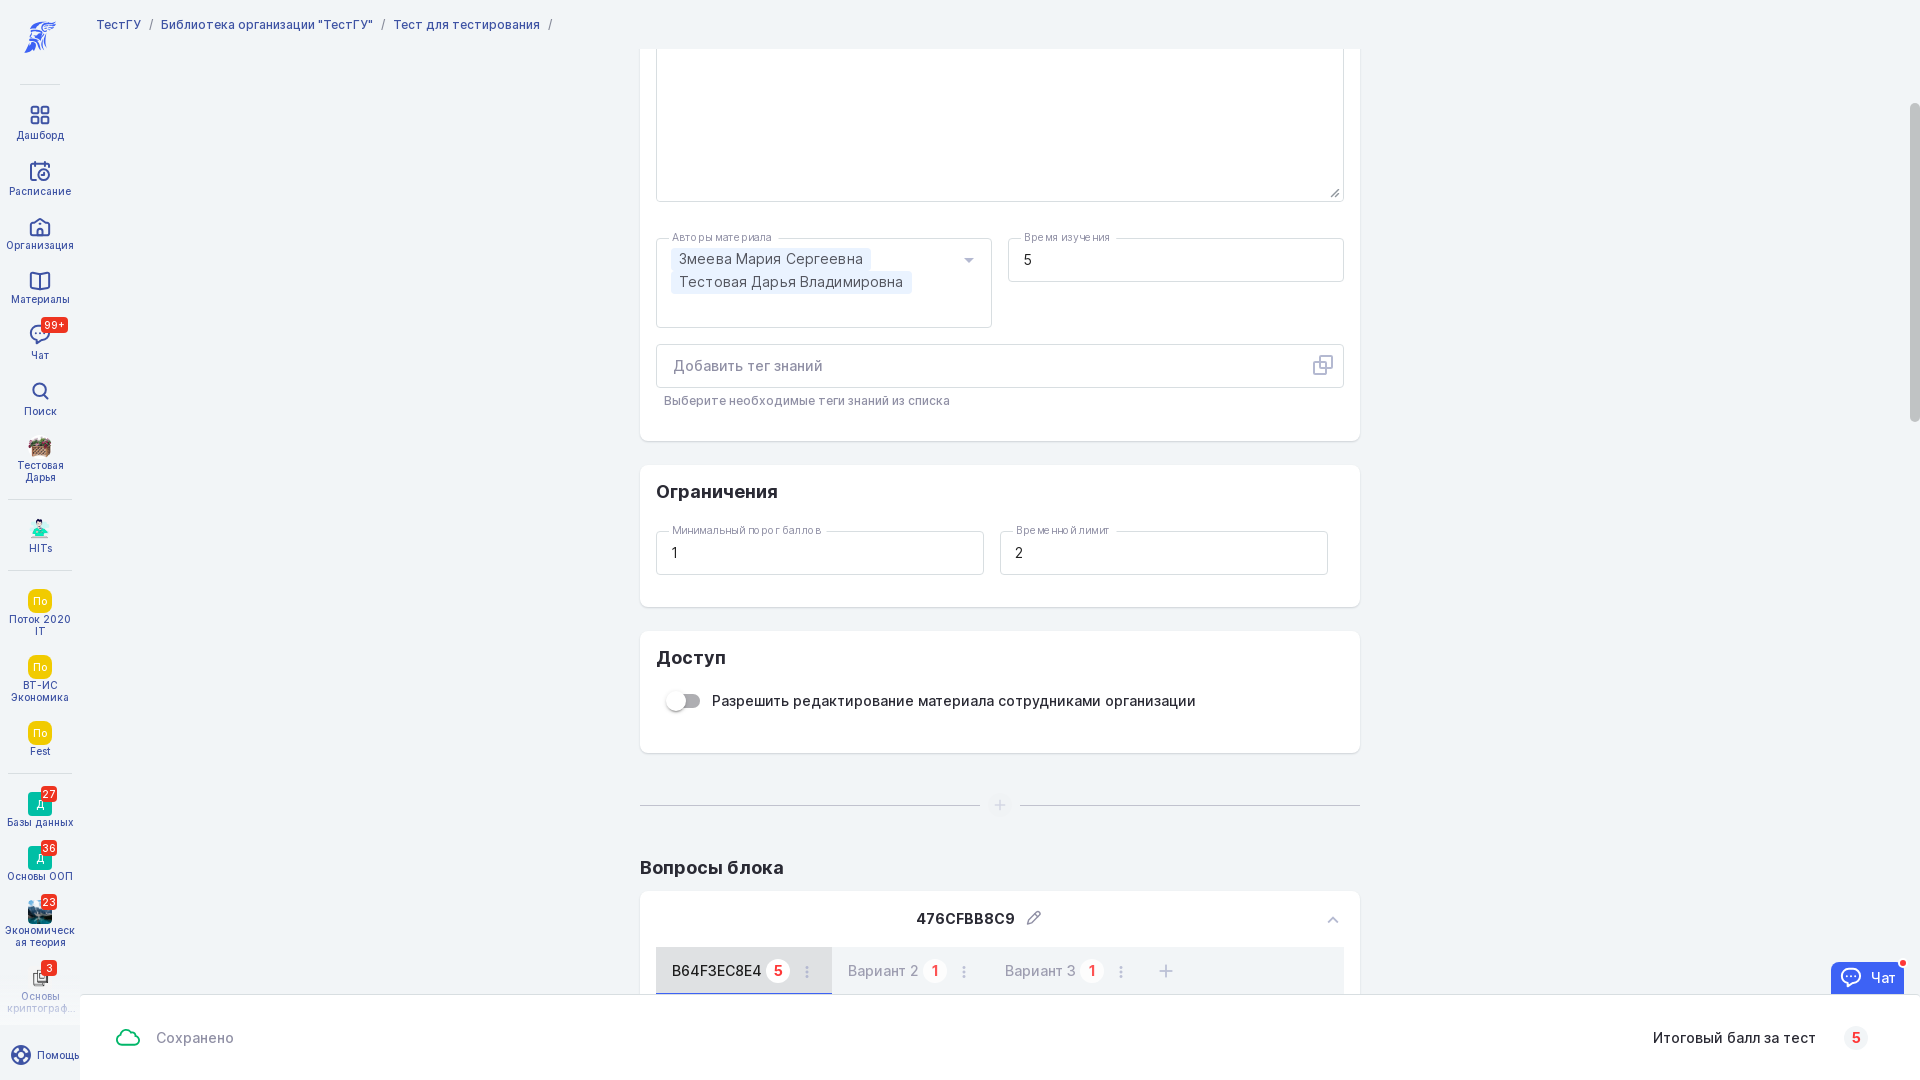 ТестГУ / Библиотека организации "ТестГУ" / Тест для тестирования /
Дашборд
Расписание
Организация
Материалы
99+
Чат
Поиск
Тестовая
Дарья
HITs
По
Поток 2020
IT
По
ВТ-ИС
Экономика
По
Fest
27
Д
Базы данных
36
Д
Основы ООП
23
Экономическ
ая теория
3
Основы
криптограф...
Помощь
Авторы материала
Змеева Мария Сергеевна
Тестовая Дарья Владимировна
Время изучения
5
Добавить тег знаний
Выберите необходимые теги знаний из списка
Ограничения
Минимальный порог баллов
1
Временной лимит
2
Доступ
Разрешить редактирование материала сотрудниками организации
Вопросы блока
476CFBB8C9
B64F3EC8E4 5 Вариант 2 1 Вариант 3 1
Чат
Сохранено
Итоговый балл за тест 5